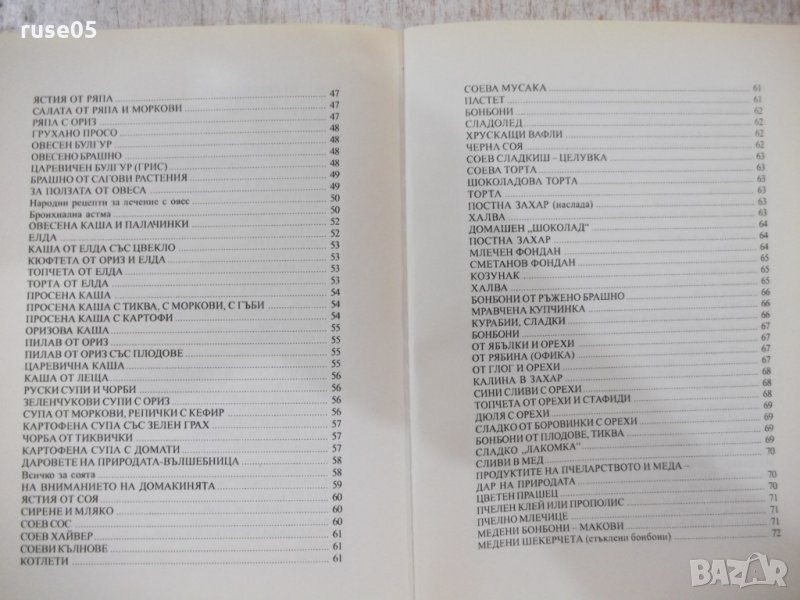 ruse05
ЯСТИЯ ОТ РЯПА 47
САЛАТА ОТ РЯПА И МОРКОВИ 47
РЯПА С ОРИЗ 47
ГРУХАНО ПРОСО 48
ОВЕСЕН БУЛГУР 48
ОВЕСЕНО БРАШНО 48
ЦАРЕВИЧЕН БУЛГУР (ГРИС) 48
БРАШНО ОТ САГОВИ РАСТЕНИЯ 49
ЗА ПОЛЗАТА ОТ ОВЕСА 49
Народни рецепти за лечение с овес 50
Бронхиална астма 50
ОВЕСЕНА КАША И ПАЛАЧИНКИ 52
ЕЛДА 52
КАША ОТ ЕЛДА СЪС ЦВЕКЛО 53
КЮФТЕТА ОТ ОРИЗ И ЕЛДА 53
ТОПЧЕТА ОТ ЕЛДА 53
ТОРТА ОТ ЕЛДА 53
ПРОСЕНА КАША 54
ПРОСЕНА КАША С ТИКВА, С МОРКОВИ, С ГЪБИ 54
ПРОСЕНА КАША С КАРТОФИ 54
ОРИЗОВА КАША 55
ПИЛАВ ОТ ОРИЗ 55
ПИЛАВ ОТ ОРИЗ СЪС ПЛОДОВЕ 55
ЦАРЕВИЧНА КАША 55
КАША ОТ ЛЕЩА 56
РУСКИ СУПИ И ЧОРБИ 56
ЗЕЛЕНЧУКОВИ СУПИ С ОРИЗ 56
СУПА ОТ МОРКОВИ, РЕПИЧКИ С КЕФИР 56
КАРТОФЕНА СУПА СЪС ЗЕЛЕН ГРАХ 57
ЧОРБА ОТ ТИКВИЧКИ 57
КАРТОФЕНА СУПА С ДОМАТИ 57
ДАРОВЕТЕ НА ПРИРОДАТА-ВЪЛШЕБНИЦА 58
Всичко за соята 58
НА ВНИМАНИЕТО НА ДОМАКИНЯТА 59
ЯСТИЯ ОТ СОЯ 60
СИРЕНЕ И МЛЯКО 60
СОЕВ СОС 60
СОЕВ ХАЙВЕР 61
СОЕВИ КЪЛНОВЕ 61
КОТЛЕТИ 61
СОЕВА МУСАКА 61
ПАСТЕТ 61
БОНБОНИ 62
СЛАДОЛЕД 62
ХРУСКАЩИ ВАФЛИ 62
ЧЕРНА СОЯ 62
СОЕВ СЛАДКИШ – ЦЕЛУВКА 63
СОЕВА ТОРТА 63
ШОКОЛАДОВА ТОРТА 63
ТОРТА 63
ПОСТНА ЗАХАР (наслада) 63
ХАЛВА 63
ДОМАШЕН „ШОКОЛАД“ 64
ПОСТНА ЗАХАР 64
МЛЕЧЕН ФОНДАН 64
СМЕТАНОВ ФОНДАН 65
КОЗУНАК 65
ХАЛВА 65
БОНБОНИ ОТ РЪЖЕНО БРАШНО 66
МРАВЧЕНА КУПЧИНКА 66
КУРАБИИ, СЛАДКИ 66
БОНБОНИ 67
ОТ ЯБЪЛКИ И ОРЕХИ 67
ОТ РЯБИНА (ОФИКА) 67
ОТ ГЛОГ И ОРЕХИ 67
КАЛИНА В ЗАХАР 68
СИНИ СЛИВИ С ОРЕХИ 68
ТОПЧЕТА ОТ ОРЕХИ И СТАФИДИ 68
ДЮЛЯ С ОРЕХИ 69
СЛАДКО ОТ БОРОВИНКИ С ОРЕХИ 69
БОНБОНИ ОТ ПЛОДОВЕ, ТИКВА 69
СЛАДКО „ЛАКОМКА“ 69
СЛИВИ В МЕД 70
ПРОДУКТИТЕ НА ПЧЕЛАРСТВОТО И МЕДА –
ДАР НА ПРИРОДАТА 70
ЦВЕТЕН ПРАШЕЦ 70
ПЧЕЛЕН КЛЕЙ ИЛИ ПРОПОЛИС 71
ПЧЕЛНО МЛЕЧИЦЕ 71
МЕДЕНИ БОНБОНИ – МАКОВИ 71
МЕДЕНИ ШЕКЕРЧЕТА (стъклени бонбони) 72
BAZAR